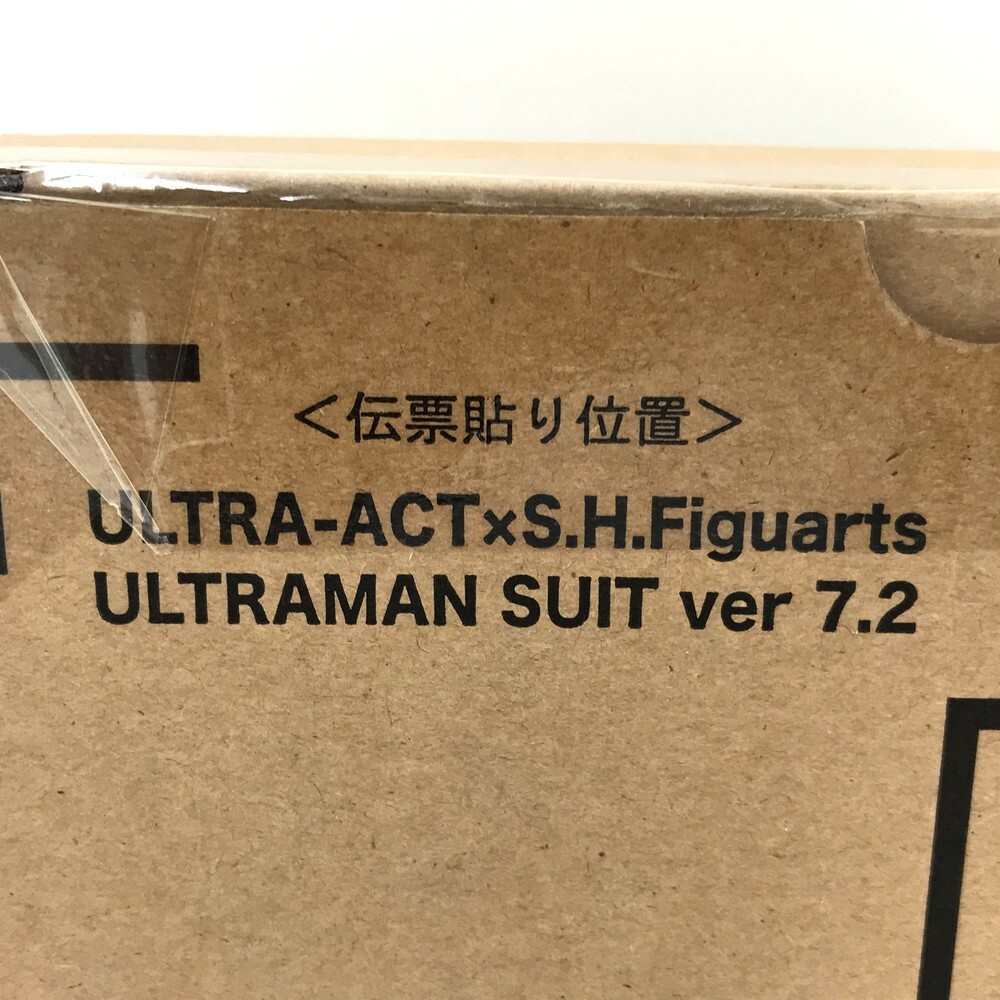 ＜伝票貼り位置＞
ULTRA-ACT×S.H.Figuarts
ULTRAMAN SUIT ver 7.2